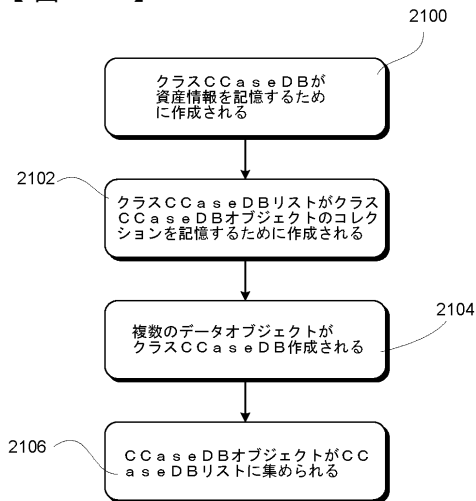 2100
クラスＣＣａｓｅＤＢが
資産情報を記憶するため
に作成される
2102
クラスＣＣａｓｅＤＢリストがクラス
ＣＣａｓｅＤＢオブジェクトのコレク
ションを記憶するために作成される
複数のデータオブジェクトが
クラスＣＣａｓｅＤＢ作成される
2104
ＣＣａｓｅＤＢオブジェクトがＣＣ
ａｓｅＤＢリストに集められる
2106